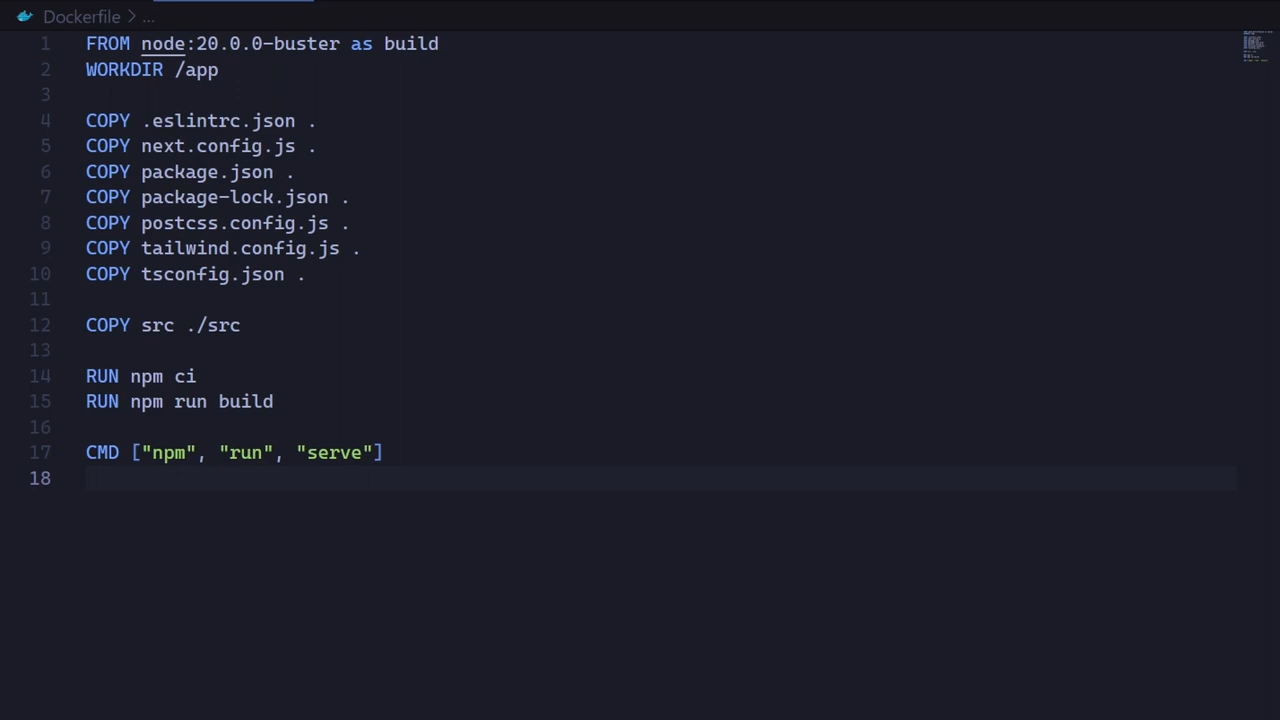 Dockerfile > ...
1 FROM node:20.0.0-buster as build
2 WORKDIR /app
3
4 COPY .eslintrc.json .
5 COPY next.config.js .
6 COPY package.json .
7 COPY package-lock.json .
8 COPY postcss.config.js .
9 COPY tailwind.config.js .
10 COPY tsconfig.json .
11
12 COPY src ./src
13
14 RUN npm ci
15 RUN npm run build
16
17 CMD ["npm", "run", "serve"]
18